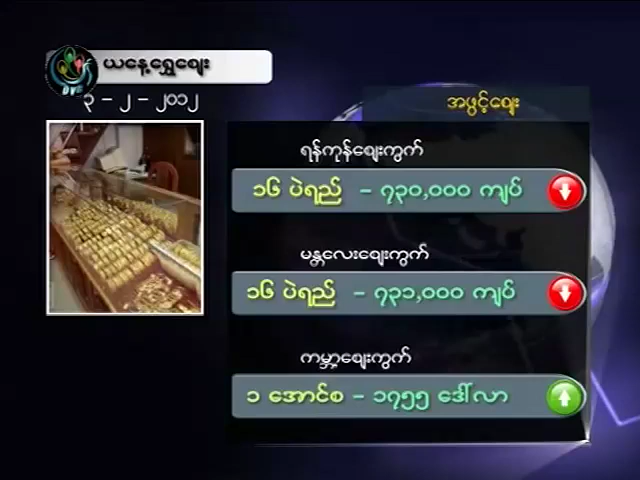 ယနေ့ရွှေဈေး
DVB
၃ – ၂ – ၂၀၁၂
အဖွင့်ဈေး
ရန်ကုန်ဈေးကွက်
၁၆ ပဲရည် – ၇၃၀,၀၀၀ ကျပ်
မန္တလေးဈေးကွက်
၁၆ ပဲရည် – ၇၃၁,၀၀၀ ကျပ်
ကမ္ဘာ့ဈေးကွက်
၁ အောင်စ – ၁၇၅၅ ဒေါ်လာ